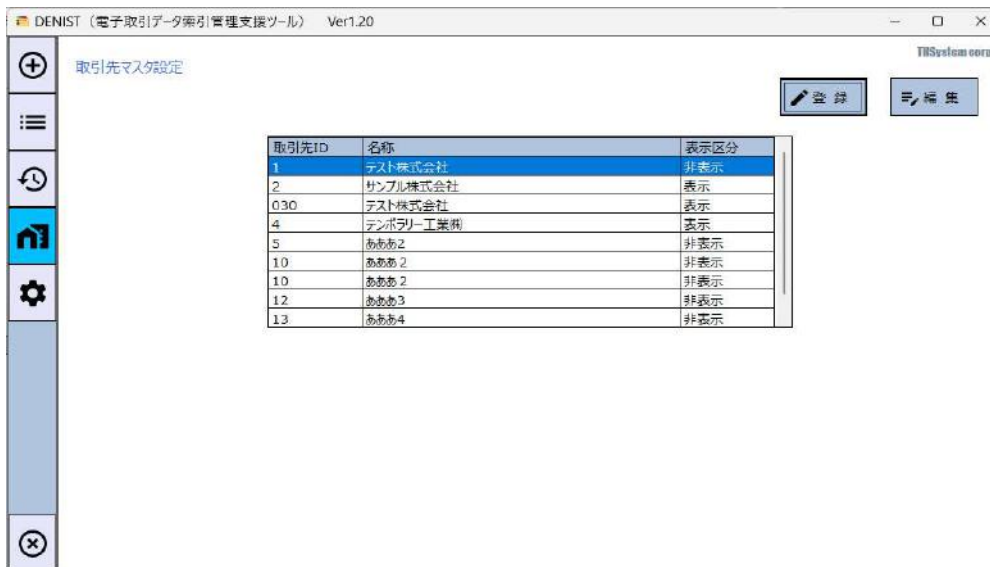 DENIST（電子取引データ索引管理支援ツール） Ver1.20
THSystem corp
取引先マスタ設定
登 録 編 集
取引先ID 名称 表示区分
1 テスト株式会社 非表示
2 サンプル株式会社 表示
030 テスト株式会社 表示
4 テンポラリー工業㈱ 表示
5 あああ2 非表示
10 あああ２ 非表示
10 あああ２ 非表示
12 あああ3 非表示
13 あああ4 非表示